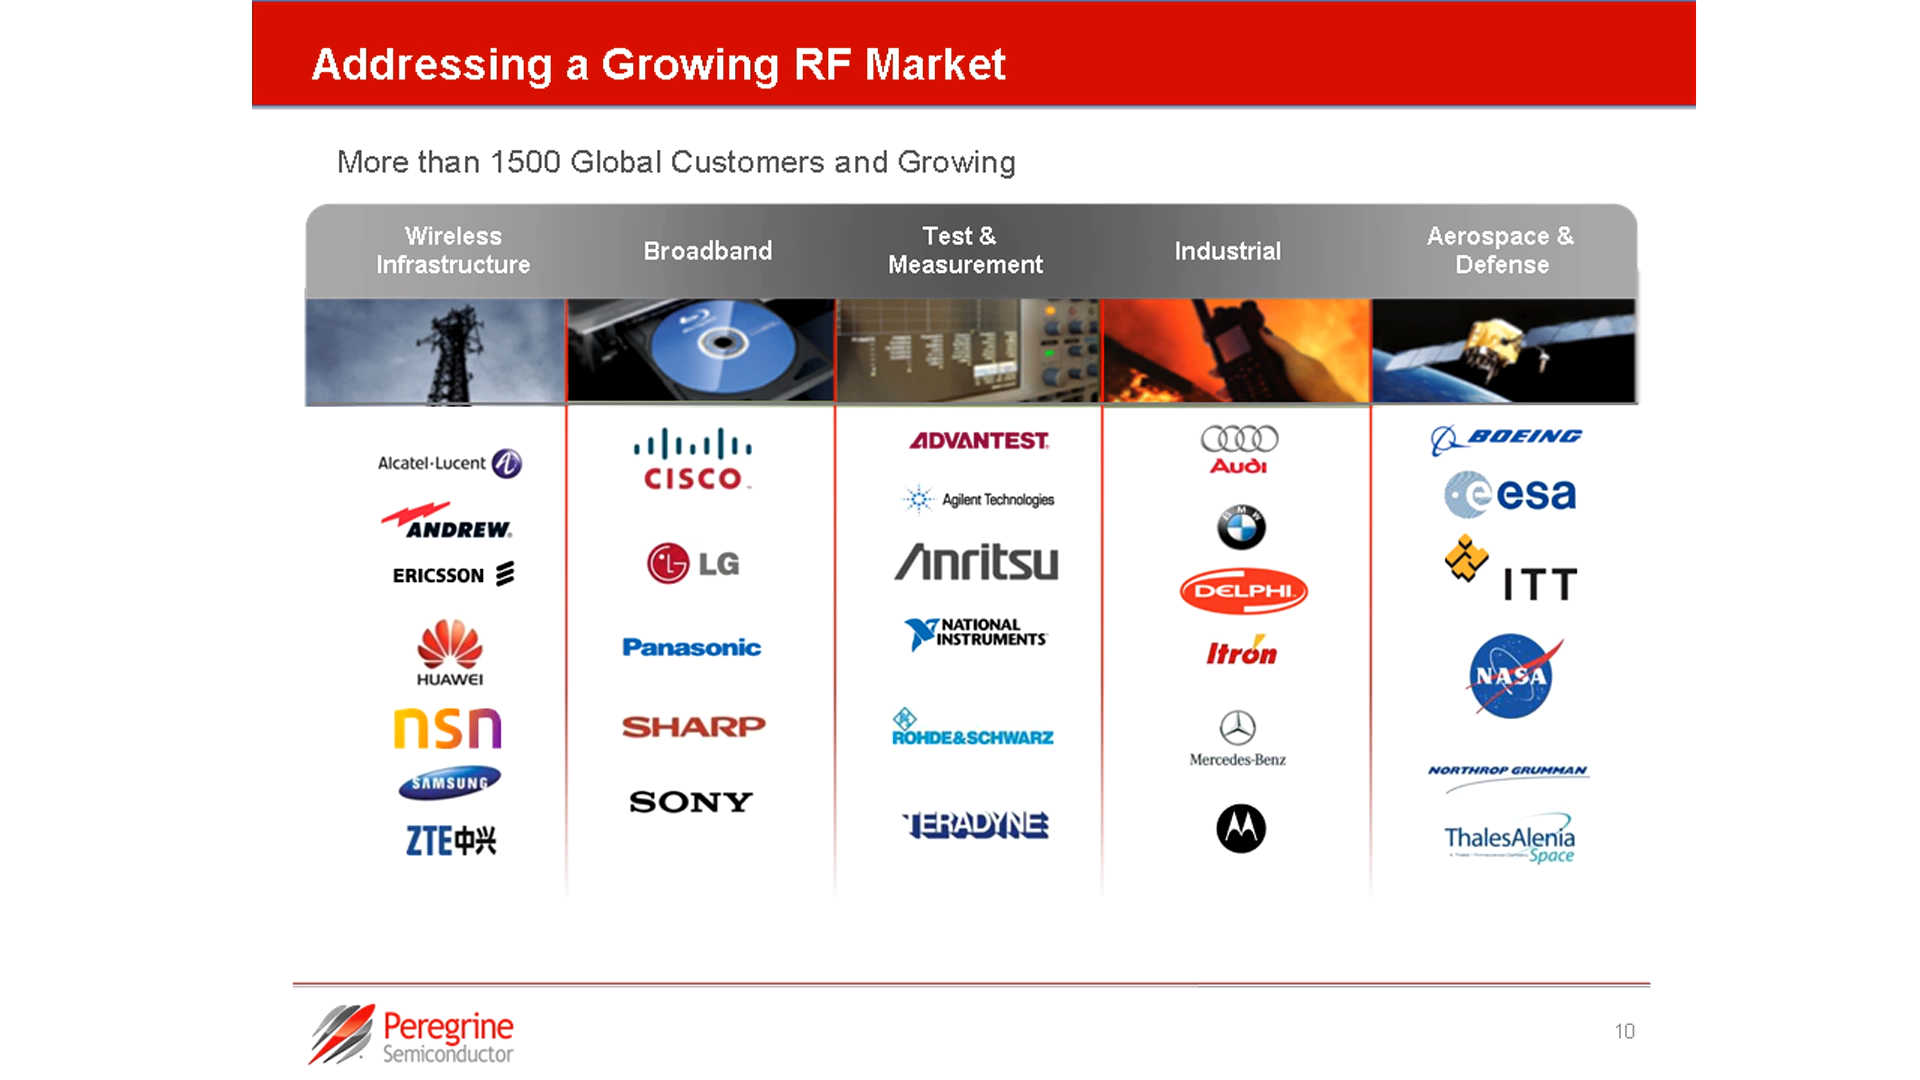 Addressing a Growing RF Market
More than 1500 Global Customers and Growing
Wireless
Infrastructure
Broadband
Test &
Measurement
Industrial
Aerospace &
Defense
Alcatel·Lucent
ANDREW®
ERICSSON
HUAWEI
nsn
SAMSUNG
ZTE中兴
CISCO™
LG
Panasonic
SHARP
SONY
ADVANTEST®
Agilent Technologies
Anritsu
NATIONAL
INSTRUMENTS
ROHDE&SCHWARZ
TERADYNE
Audi
BMW
DELPHI
Itrón
Mercedes-Benz
BOEING
esa
ITT
NASA
NORTHROP GRUMMAN
ThalesAlenia
Space
Peregrine
Semiconductor
10